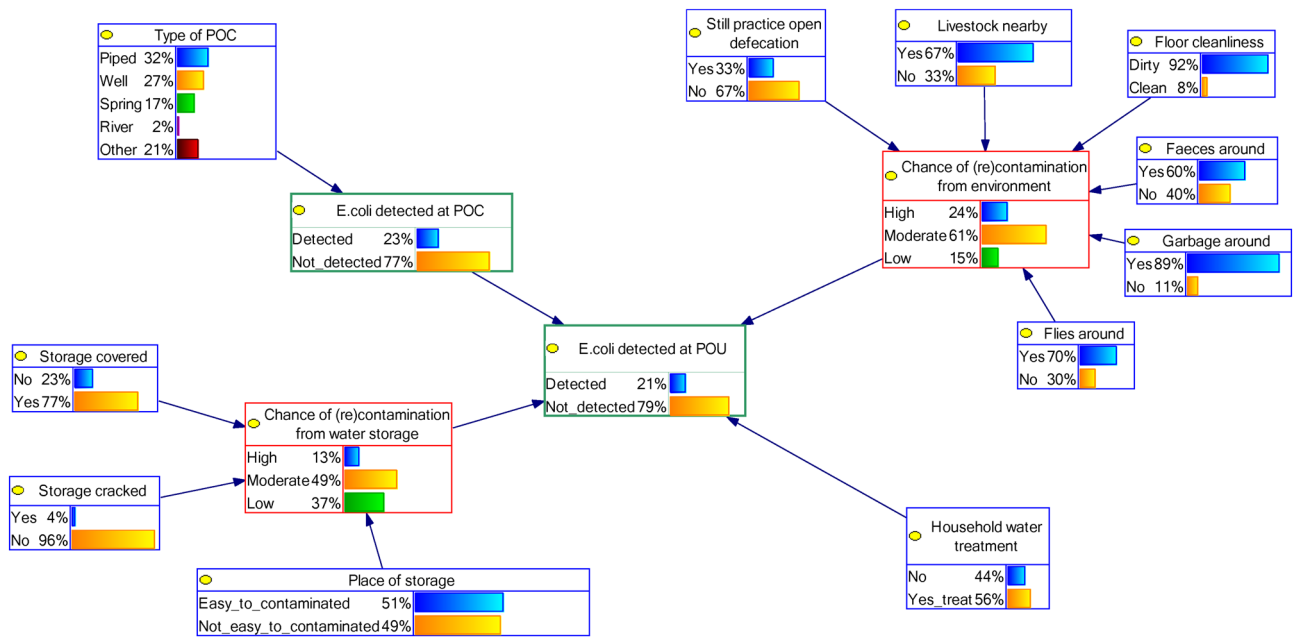 Type of POC
Piped 32%
Well 27%
Spring 17%
River 2%
Other 21%
Still practice open
defecation
Yes 33%
No 67%
Livestock nearby
Yes 67%
No 33%
Floor cleanliness
Dirty 92%
Clean 8%
Faeces around
Yes 60%
No 40%
Chance of (re)contamination
from environment
High 24%
Moderate 61%
Low 15%
Garbage around
Yes 89%
No 11%
Flies around
Yes 70%
No 30%
E.coli detected at POC
Detected 23%
Not_detected 77%
E.coli detected at POU
Detected 21%
Not_detected 79%
Storage covered
No 23%
Yes 77%
Chance of (re)contamination
from water storage
High 13%
Moderate 49%
Low 37%
Storage cracked
Yes 4%
No 96%
Place of storage
Easy_to_contaminated 51%
Not_easy_to_contaminated 49%
Household water
treatment
No 44%
Yes_treat 56%